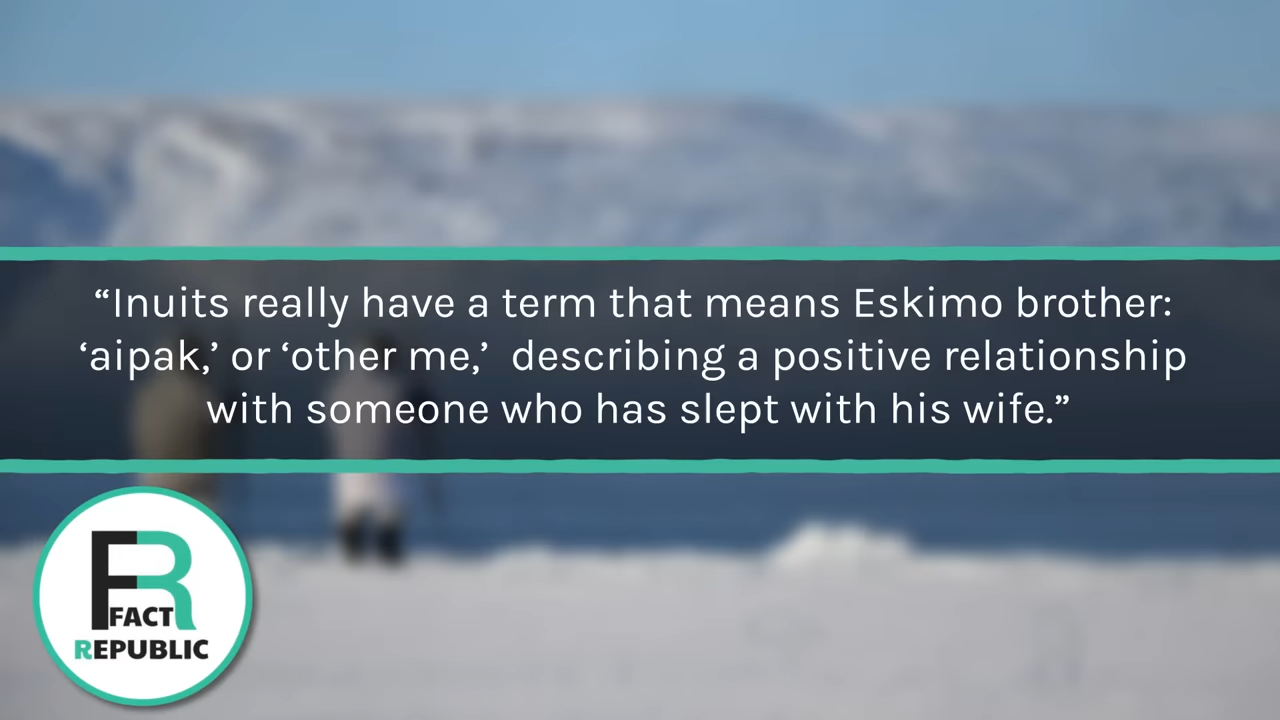 “Inuits really have a term that means Eskimo brother:
‘aipak,’ or ‘other me,’  describing a positive relationship
with someone who has slept with his wife.”
FR
FACT
REPUBLIC